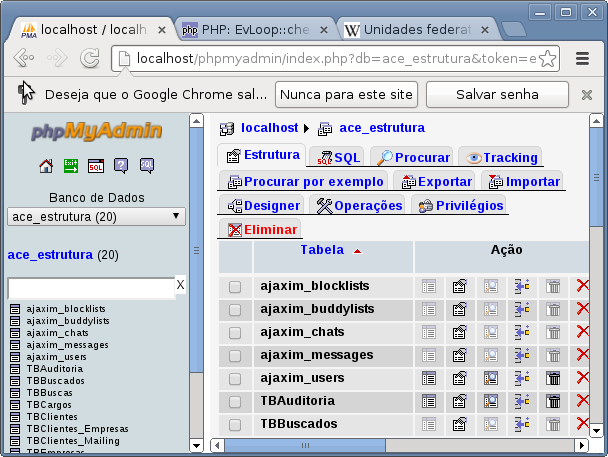 localhost / localh
PHP: EvLoop::che
Unidades federat
localhost/phpmyadmin/index.php?db=ace_estrutura&token=e
Deseja que o Google Chrome sal...
Nunca para este site
Salvar senha
phpMyAdmin
Banco de Dados
ace_estrutura (20)
ace_estrutura (20)
X
ajaxim_blocklists
ajaxim_buddylists
ajaxim_chats
ajaxim_messages
ajaxim_users
TBAuditoria
TBBuscados
TBBuscas
TBCargos
TBClientes
TBClientes_Empresas
TBClientes_Mailing
TBEmpresas
localhost ace_estrutura
Estrutura SQL Procurar Tracking
Procurar por exemplo Exportar Importar
Designer Operações Privilégios
Eliminar
Tabela Ação
ajaxim_blocklists
ajaxim_buddylists
ajaxim_chats
ajaxim_messages
ajaxim_users
TBAuditoria
TBBuscados